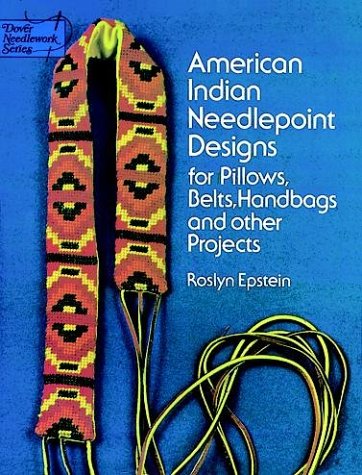 Dover
Needlework
Series
American
Indian
Needlepoint
Designs
for Pillows,
Belts, Handbags
and other
Projects
Roslyn Epstein